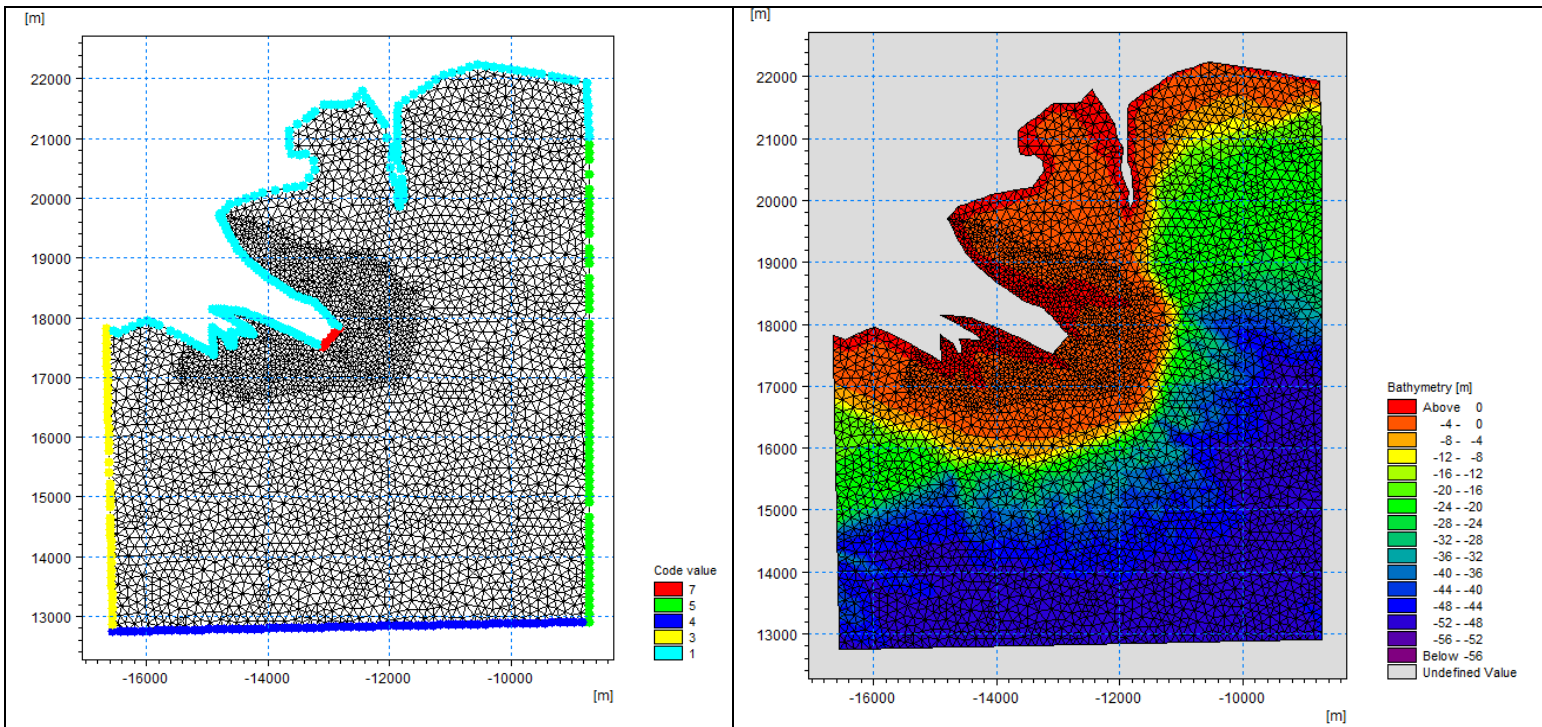 [m]
22000
21000
20000
19000
18000
17000
16000
15000
14000
13000
-16000
-14000
-12000
-10000
[m]
Code value
7
5
4
3
1
[m]
22000
21000
20000
19000
18000
17000
16000
15000
14000
13000
-16000
-14000
-12000
-10000
[m]
Bathymetry [m]
Above 0
-4 - 0
-8 - -4
-12 - -8
-16 - -12
-20 - -16
-24 - -20
-28 - -24
-32 - -28
-36 - -32
-40 - -36
-44 - -40
-48 - -44
-52 - -48
-56 - -52
Below -56
Undefined Value